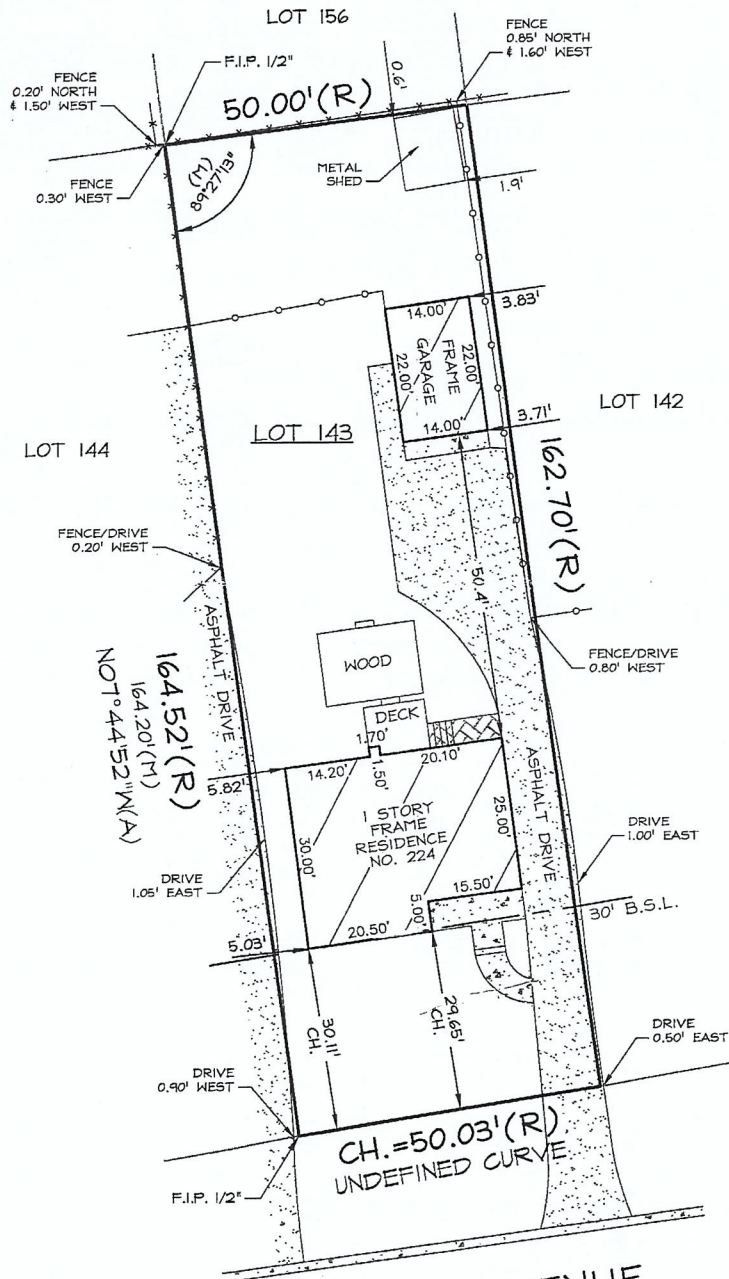 LOT 156
FENCE
0.20' NORTH
& 1.50' WEST
F.I.P. 1/2"
50.00'(R)
0.6'
FENCE
0.85' NORTH
& 1.60' WEST
FENCE
0.30' WEST
(M)
89°27'13"
METAL
SHED
1.9'
14.00'
3.83'
22.00'
FRAME
GARAGE
22.00'
14.00'
3.71'
LOT 144
LOT 143
LOT 142
162.70'(R)
FENCE/DRIVE
0.20' WEST
ASPHALT DRIVE
50.4'
FENCE/DRIVE
0.80' WEST
164.52'(R)
164.20'(M)
N07°44'52"W(A)
WOOD
DECK
1.70'
1.50'
14.20'
20.10'
5.82'
ASPHALT DRIVE
1 STORY
FRAME
RESIDENCE
NO. 224
30.00'
25.00'
DRIVE
1.05' EAST
DRIVE
1.00' EAST
15.50'
5.00'
20.50'
5.03'
30' B.S.L.
30.11'
CH.
29.65'
CH.
DRIVE
0.50' EAST
DRIVE
0.90' WEST
CH.=50.03'(R)
UNDEFINED CURVE
F.I.P. 1/2"